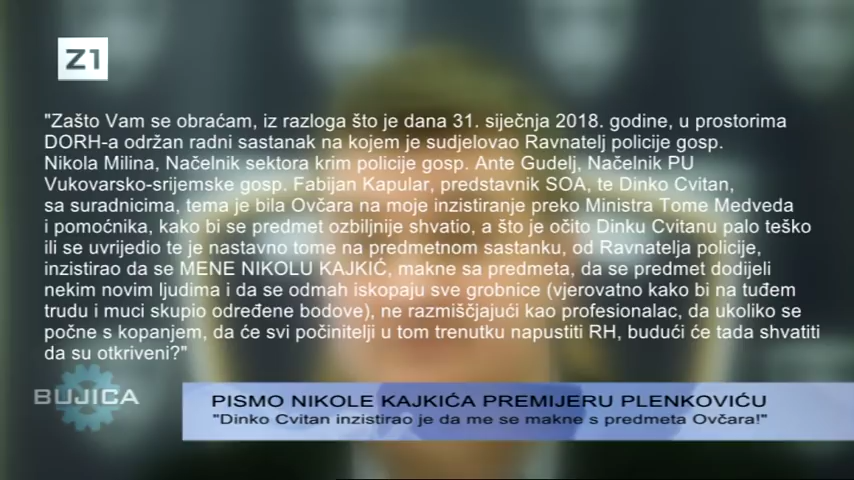 Z1
"Zašto Vam se obraćam, iz razloga što je dana 31. siječnja 2018. godine, u prostorima
DORH-a održan radni sastanak na kojem je sudjelovao Ravnatelj policije gosp.
Nikola Milina, Načelnik sektora krim policije gosp. Ante Gudelj, Načelnik PU
Vukovarsko-srijemske gosp. Fabijan Kapular, predstavnik SOA, te Dinko Cvitan,
sa suradnicima, tema je bila Ovčara na moje inzistiranje preko Ministra Tome Medveda
i pomoćnika, kako bi se predmet ozbiljnije shvatio, a što je očito Dinku Cvitanu palo teško
ili se uvrijedio te je nastavno tome na predmetnom sastanku, od Ravnatelja policije,
inzistirao da se MENE NIKOLU KAJKIĆ, makne sa predmeta, da se predmet dodijeli
nekim novim ljudima i da se odmah iskopaju sve grobnice (vjerovatno kako bi na tuđem
trudu i muci skupio određene bodove), ne razmiščjajući kao profesionalac, da ukoliko se
počne s kopanjem, da će svi počinitelji u tom trenutku napustiti RH, budući će tada shvatiti
da su otkriveni?"
BUJICA
PISMO NIKOLE KAJKIĆA PREMIJERU PLENKOVIĆU
"Dinko Cvitan inzistirao je da me se makne s predmeta Ovčara!"